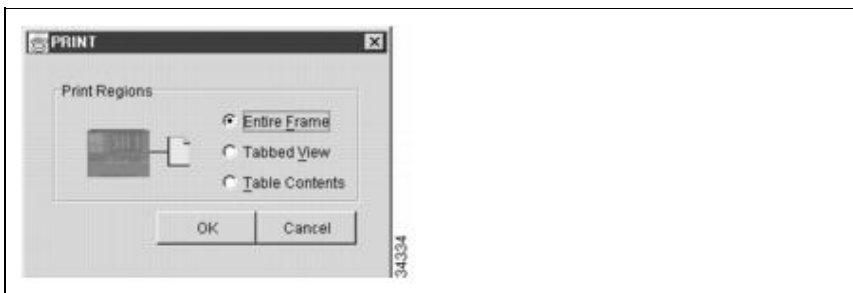 PRINT
Print Regions
Entire Frame
Tabbed View
Table Contents
OK
Cancel
34334